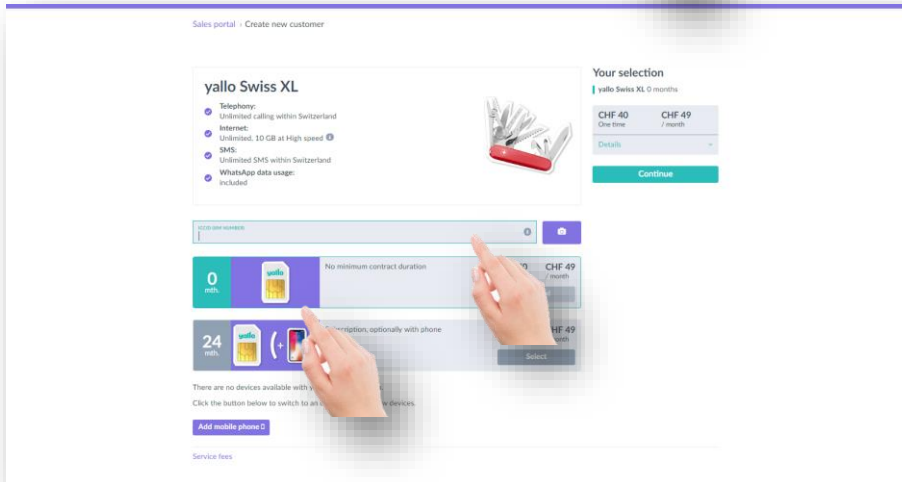 Sales portal › Create new customer
yallo Swiss XL
Telephony:
Unlimited calling within Switzerland
Internet:
Unlimited, 10 GB at High speed
SMS:
Unlimited SMS within Switzerland
WhatsApp data usage:
included
Your selection
yallo Swiss XL 0 months
CHF 40 CHF 49
One time / month
Details
Continue
0
mth.
yallo
No minimum contract duration
CHF 49
/ month
24
mth.
yallo
(+
optionally with phone
Select
There are no devices available with
Click the button below to switch to an devices.
Add mobile phone
Service fees